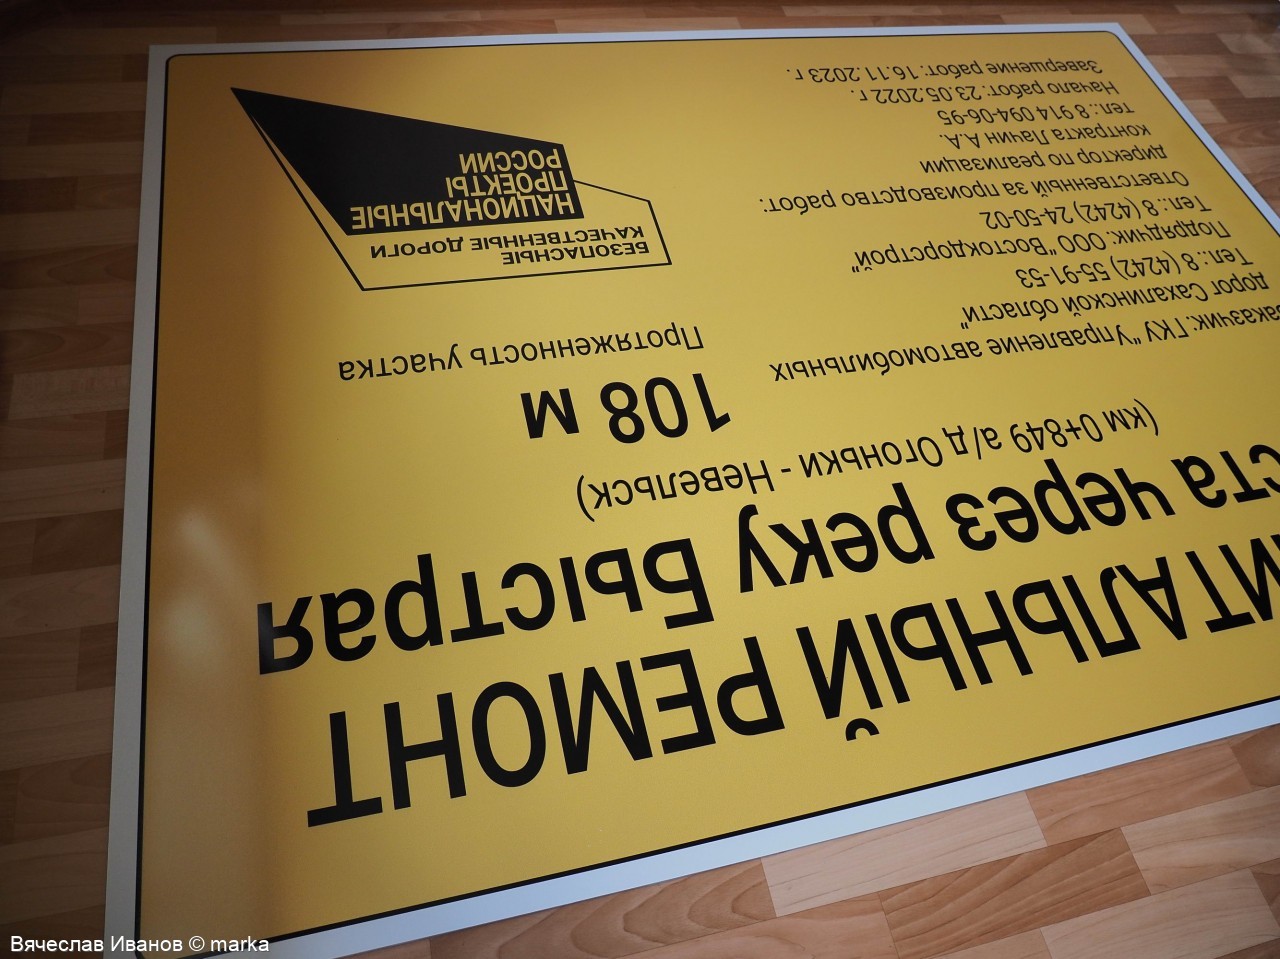 ИТАЛЬНЫЙ РЕМОНТ
ста через реку Быстрая
(км 0+849 а/д Огоньки - Невельск)
Заказчик: ГКУ "Управление автомобильных
дорог Сахалинской области"
Тел.: 8 (4242) 55-91-53
Подрядчик: ООО "Востокдорстрой"
Тел.: 8 (4242) 24-50-02
Ответственный за производство работ:
директор по реализации
контракта Лачин А.А.
тел.: 8 914 094-06-95
Начало работ: 23.05.2022 г.
Завершение работ: 16.11.2023 г.
108 м
Протяженность участка
БЕЗОПАСНЫЕ
КАЧЕСТВЕННЫЕ ДОРОГИ
НАЦИОНАЛЬНЫЕ
ПРОЕКТЫ
РОССИИ
Вячеслав Иванов © marka